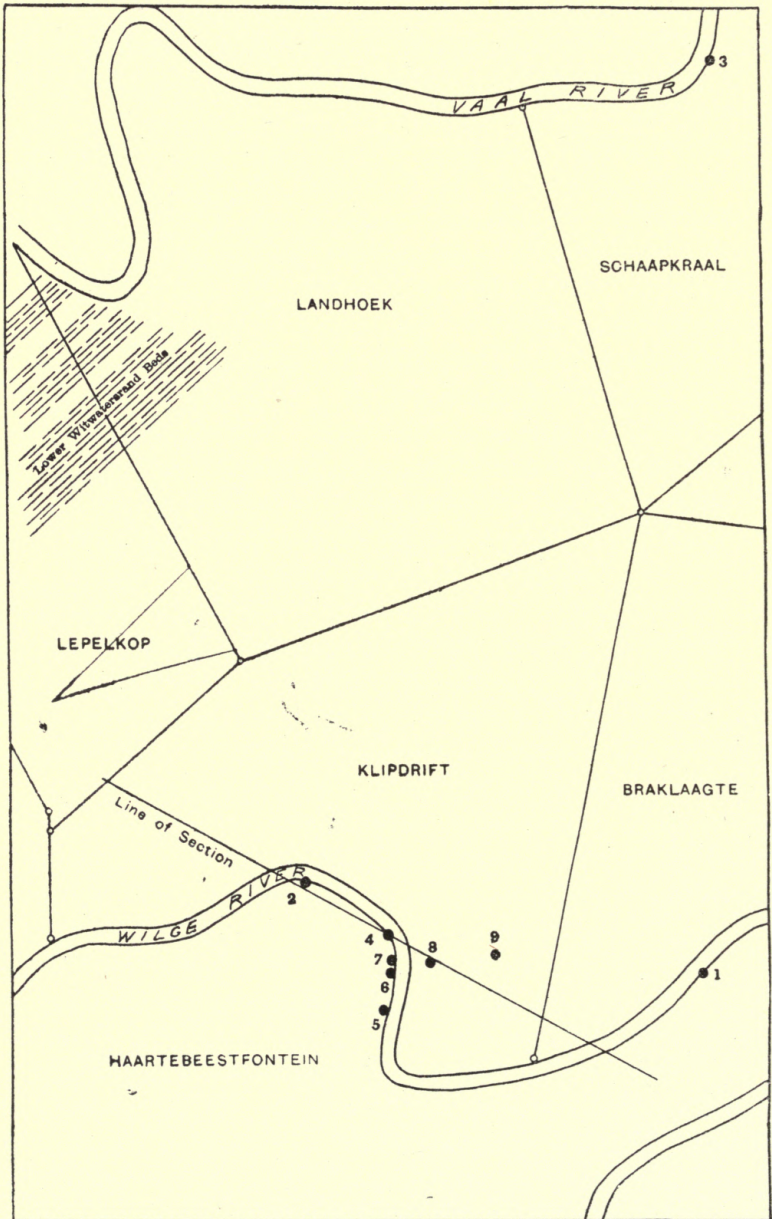 VAAL RIVER
3
SCHAAPKRAAL
LANDHOEK
Lower Witwatersrand Beds
LEPELKOP
KLIPDRIFT
BRAKLAAGTE
Line of Section
WILGE RIVER
2
4
7
6
5
8
9
1
HAARTEBEESTFONTEIN